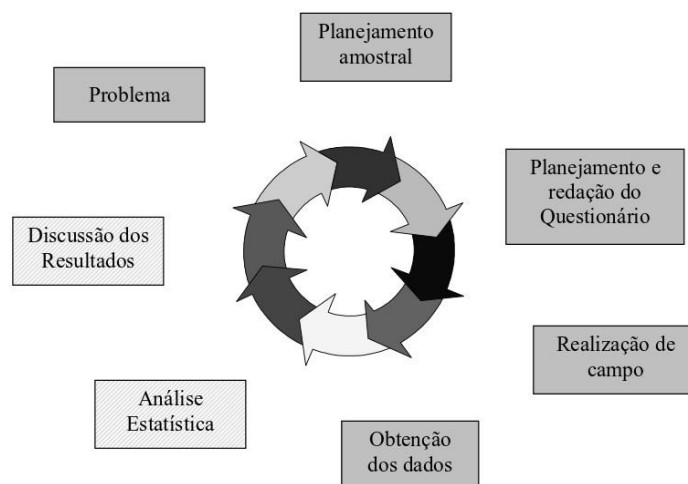 Planejamento
amostral
Problema
Planejamento e
redação do
Questionário
Discussão dos
Resultados
Realização de
campo
Análise
Estatística
Obtenção
dos dados